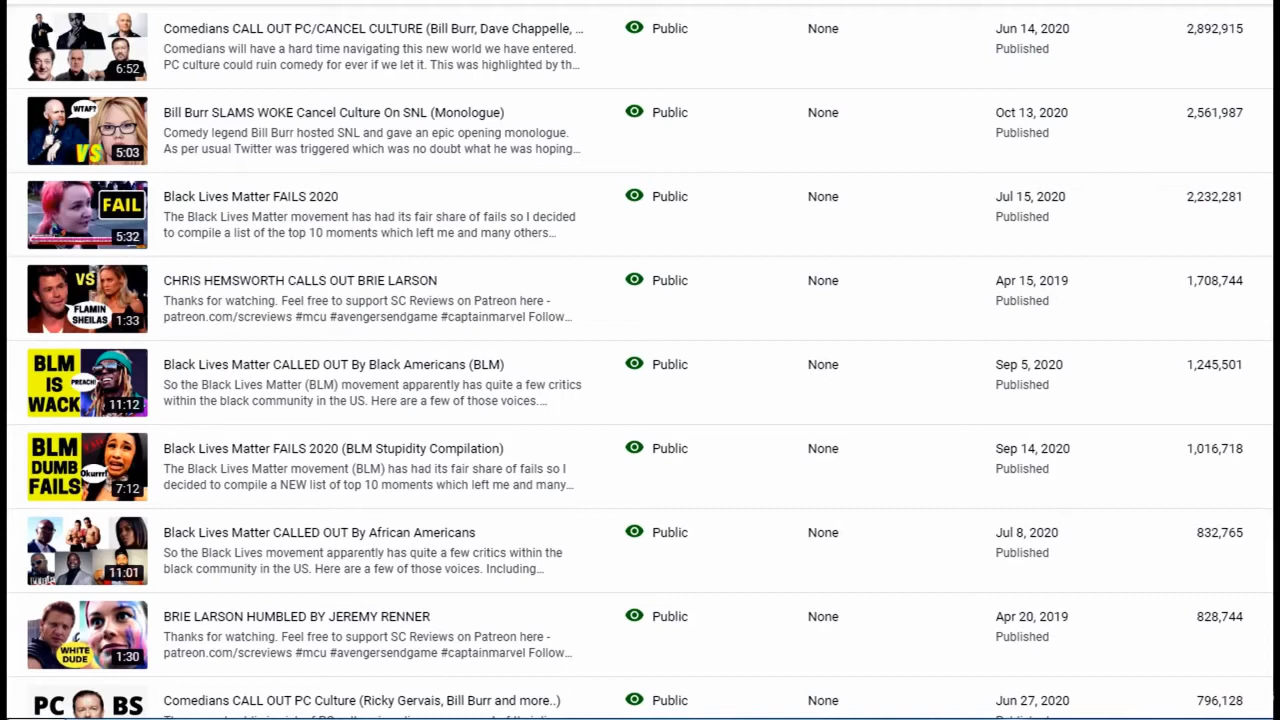 Comedians CALL OUT PC/CANCEL CULTURE (Bill Burr, Dave Chappelle, ... Public None Jun 14, 2020 2,892,915
Comedians will have a hard time navigating this new world we have entered. Published
PC culture could ruin comedy for ever if we let it. This was highlighted by th...
6:52
Bill Burr SLAMS WOKE Cancel Culture On SNL (Monologue) Public None Oct 13, 2020 2,561,987
WTAF?
Comedy legend Bill Burr hosted SNL and gave an epic opening monologue. Published
As per usual Twitter was triggered which was no doubt what he was hoping...
VS 5:03
Black Lives Matter FAILS 2020 Public None Jul 15, 2020 2,232,281
FAIL
The Black Lives Matter movement has had its fair share of fails so I decided Published
to compile a list of the top 10 moments which left me and many others...
5:32
CHRIS HEMSWORTH CALLS OUT BRIE LARSON Public None Apr 15, 2019 1,708,744
VS
Thanks for watching. Feel free to support SC Reviews on Patreon here - Published
patreon.com/screviews #mcu #avengersendgame #captainmarvel Follow...
FLAMIN
SHEILAS 1:33
Black Lives Matter CALLED OUT By Black Americans (BLM) Public None Sep 5, 2020 1,245,501
BLM
IS
WACK
PREACH!
So the Black Lives Matter (BLM) movement apparently has quite a few critics Published
within the black community in the US. Here are a few of those voices....
11:12
Black Lives Matter FAILS 2020 (BLM Stupidity Compilation) Public None Sep 14, 2020 1,016,718
BLM
DUMB
FAILS
Okurrr!
The Black Lives Matter movement (BLM) has had its fair share of fails so I Published
decided to compile a NEW list of top 10 moments which left me and many...
7:12
Black Lives Matter CALLED OUT By African Americans Public None Jul 8, 2020 832,765
So the Black Lives movement apparently has quite a few critics within the Published
black community in the US. Here are a few of those voices. Including...
11:01
BRIE LARSON HUMBLED BY JEREMY RENNER Public None Apr 20, 2019 828,744
Thanks for watching. Feel free to support SC Reviews on Patreon here - Published
patreon.com/screviews #mcu #avengersendgame #captainmarvel Follow...
WHITE
DUDE 1:30
PC BS Comedians CALL OUT PC Culture (Ricky Gervais, Bill Burr and more..) Public None Jun 27, 2020 796,128